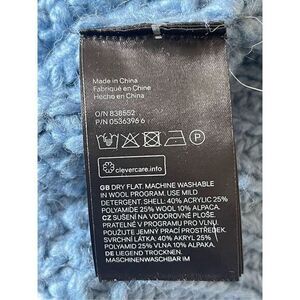 Made in China
Fabriqué en Chine
Hecho en China
O/N 838552
P/N 0536396 6
clevercare.info
GB DRY FLAT. MACHINE WASHABLE
IN WOOL PROGRAM. USE MILD
DETERGENT. SHELL: 40% ACRYLIC 25%
POLYAMIDE 25% WOOL 10% ALPACA.
CZ SUŠENÍ NA VODOROVNÉ PLOŠE.
PRATELNÉ V PROGRAMU PRO VLNU.
POUŽIJTE JEMNÝ PRACÍ PROSTŘEDEK.
SVRCHNÍ LÁTKA: 40% AKRYL 25%
POLYAMID 25% VLNA 10% ALPAKA.
DE LIEGEND TROCKNEN.
MASCHINENWASCHBAR IM